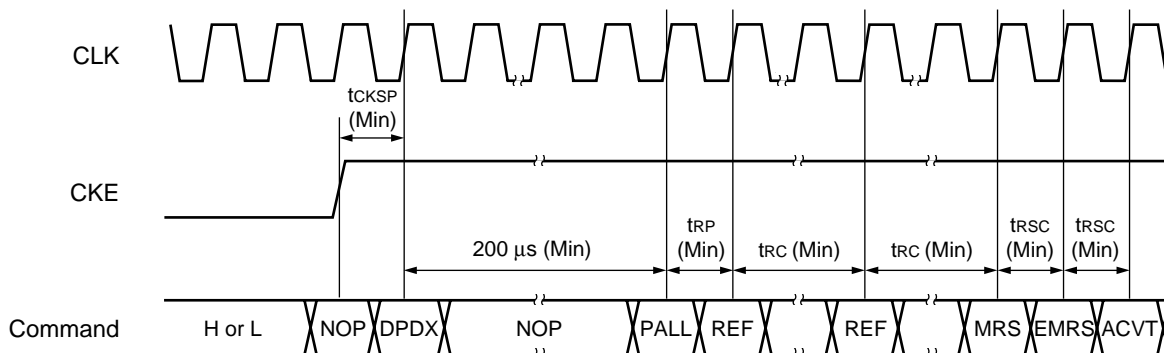 CLK
tCKSP
(Min)
CKE
200 µs (Min)
tRP
(Min)
tRC (Min)
tRC (Min)
tRSC
(Min)
tRSC
(Min)
Command
H or L
NOP
DPDX
NOP
PALL
REF
REF
MRS
EMRS
ACVT